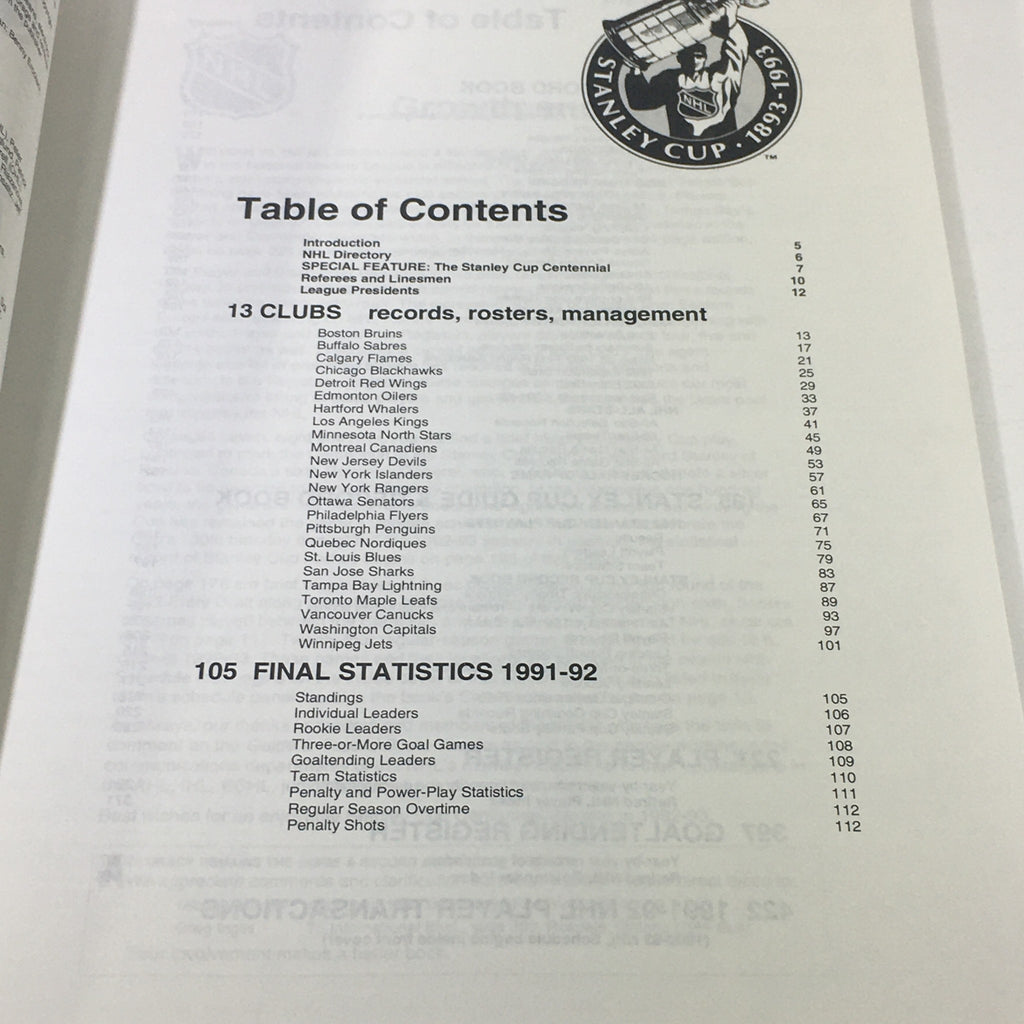 STANLEY CUP · 1893-1993
NHL
TM
Table of Contents
Introduction 5
NHL Directory 6
SPECIAL FEATURE: The Stanley Cup Centennial 7
Referees and Linesmen 10
League Presidents 12
13 CLUBS records, rosters, management
Boston Bruins 13
Buffalo Sabres 17
Calgary Flames 21
Chicago Blackhawks 25
Detroit Red Wings 29
Edmonton Oilers 33
Hartford Whalers 37
Los Angeles Kings 41
Minnesota North Stars 45
Montreal Canadiens 49
New Jersey Devils 53
New York Islanders 57
New York Rangers 61
Ottawa Senators 65
Philadelphia Flyers 67
Pittsburgh Penguins 71
Quebec Nordiques 75
St. Louis Blues 79
San Jose Sharks 83
Tampa Bay Lightning 87
Toronto Maple Leafs 89
Vancouver Canucks 93
Washington Capitals 97
Winnipeg Jets 101
105 FINAL STATISTICS 1991-92
Standings 105
Individual Leaders 106
Rookie Leaders 107
Three-or-More Goal Games 108
Goaltending Leaders 109
Team Statistics 110
Penalty and Power-Play Statistics 111
Regular Season Overtime 112
Penalty Shots 112